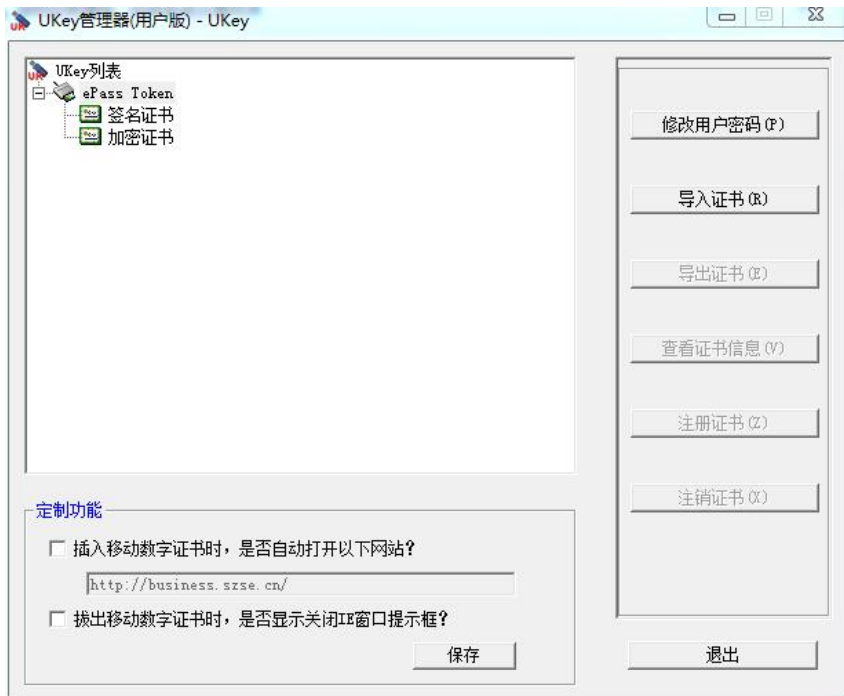 UKey管理器(用户版) - UKey
UKey列表
ePass Token
签名证书
加密证书
修改用户密码(P)
导入证书(R)
导出证书(E)
查看证书信息(V)
注册证书(Z)
注销证书(X)
定制功能
插入移动数字证书时，是否自动打开以下网站？
http://business.szse.cn/
拔出移动数字证书时，是否显示关闭IE窗口提示框？
保存
退出